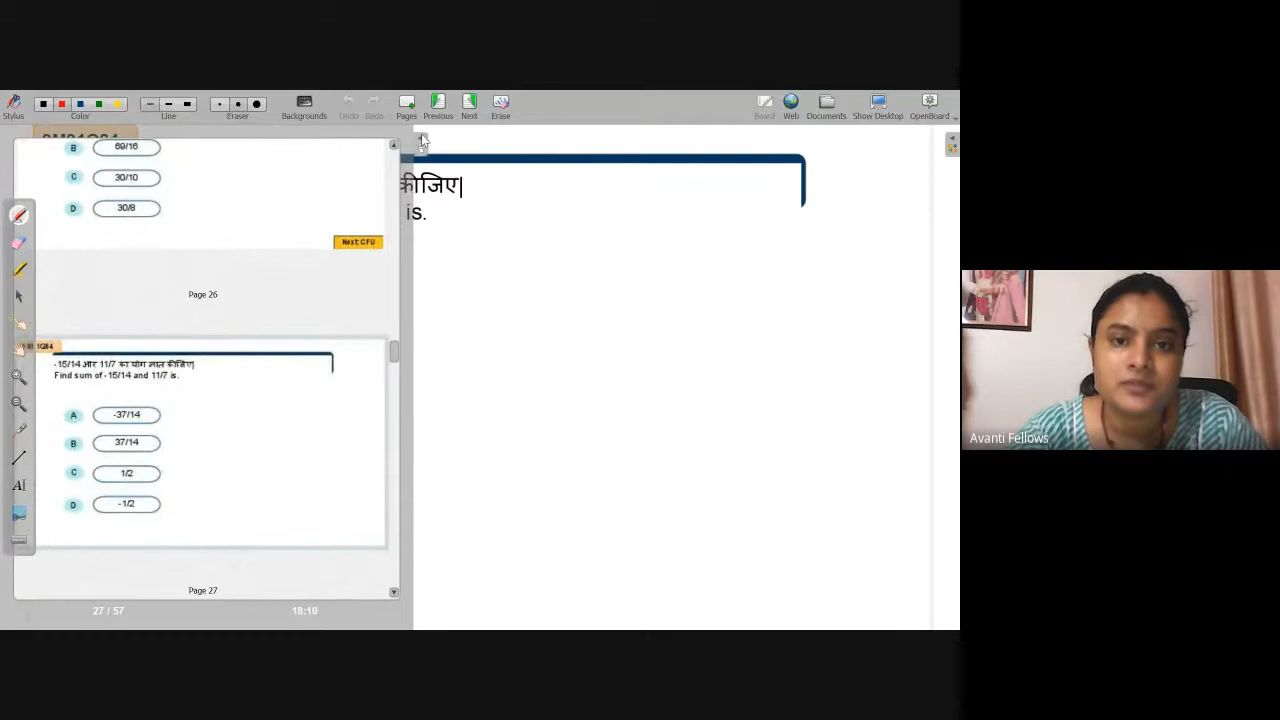 Stylus
Color
Line
Eraser
Backgrounds
Undo
Redo
Pages
Previous
Next
Erase
Board
Web
Documents
Show Desktop
OpenBoard
B 69/16
C 30/10
D 30/8
Next CFU
Page 26
कीजिए|
is.
1Q84
-15/14 और 11/7 का योग ज्ञात कीजिए|
Find sum of -15/14 and 11/7 is.
A -37/14
B 37/14
C 1/2
D -1/2
Page 27
27 / 57
18:10
Avanti Fellows